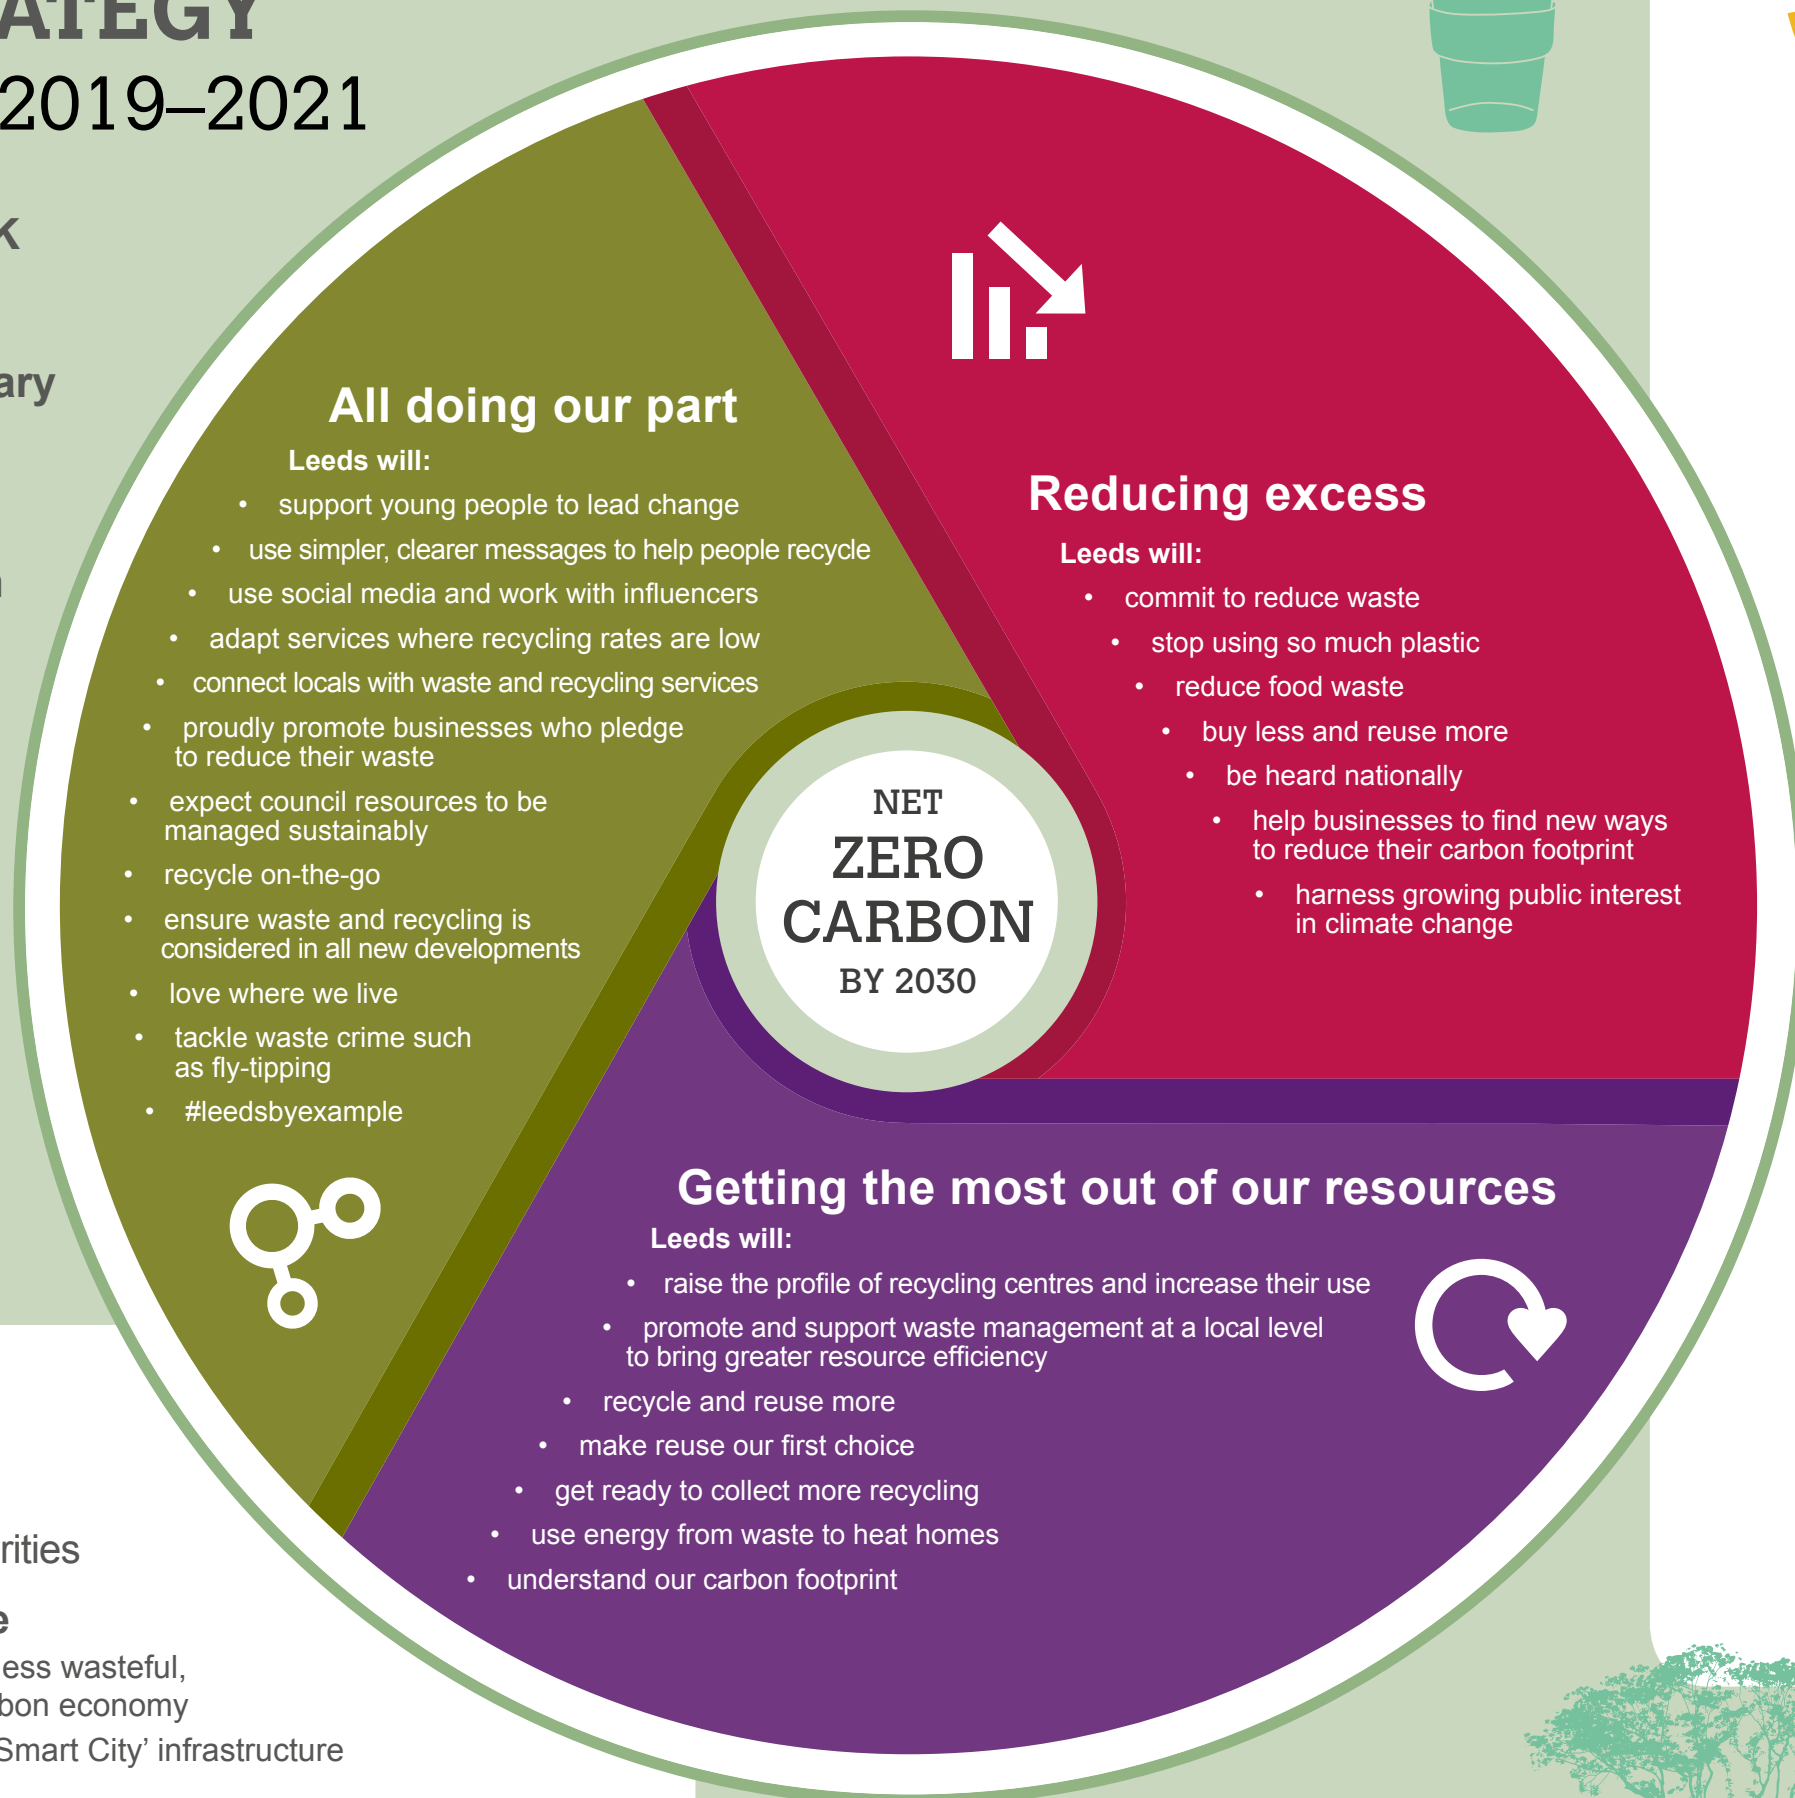 2019–2021
All doing our part
Leeds will:
• support young people to lead change
• use simpler, clearer messages to help people recycle
• use social media and work with influencers
• adapt services where recycling rates are low
• connect locals with waste and recycling services
• proudly promote businesses who pledge
to reduce their waste
• expect council resources to be
managed sustainably
• recycle on-the-go
• ensure waste and recycling is
considered in all new developments
• love where we live
• tackle waste crime such
as fly-tipping
• #leedsbyexample
Reducing excess
Leeds will:
• commit to reduce waste
• stop using so much plastic
• reduce food waste
• buy less and reuse more
• be heard nationally
• help businesses to find new ways
to reduce their carbon footprint
• harness growing public interest
in climate change
NET
ZERO
CARBON
BY 2030
Getting the most out of our resources
Leeds will:
• raise the profile of recycling centres and increase their use
• promote and support waste management at a local level
to bring greater resource efficiency
• recycle and reuse more
• make reuse our first choice
• get ready to collect more recycling
• use energy from waste to heat homes
• understand our carbon footprint
wasteful,
economy
Smart City’ infrastructure